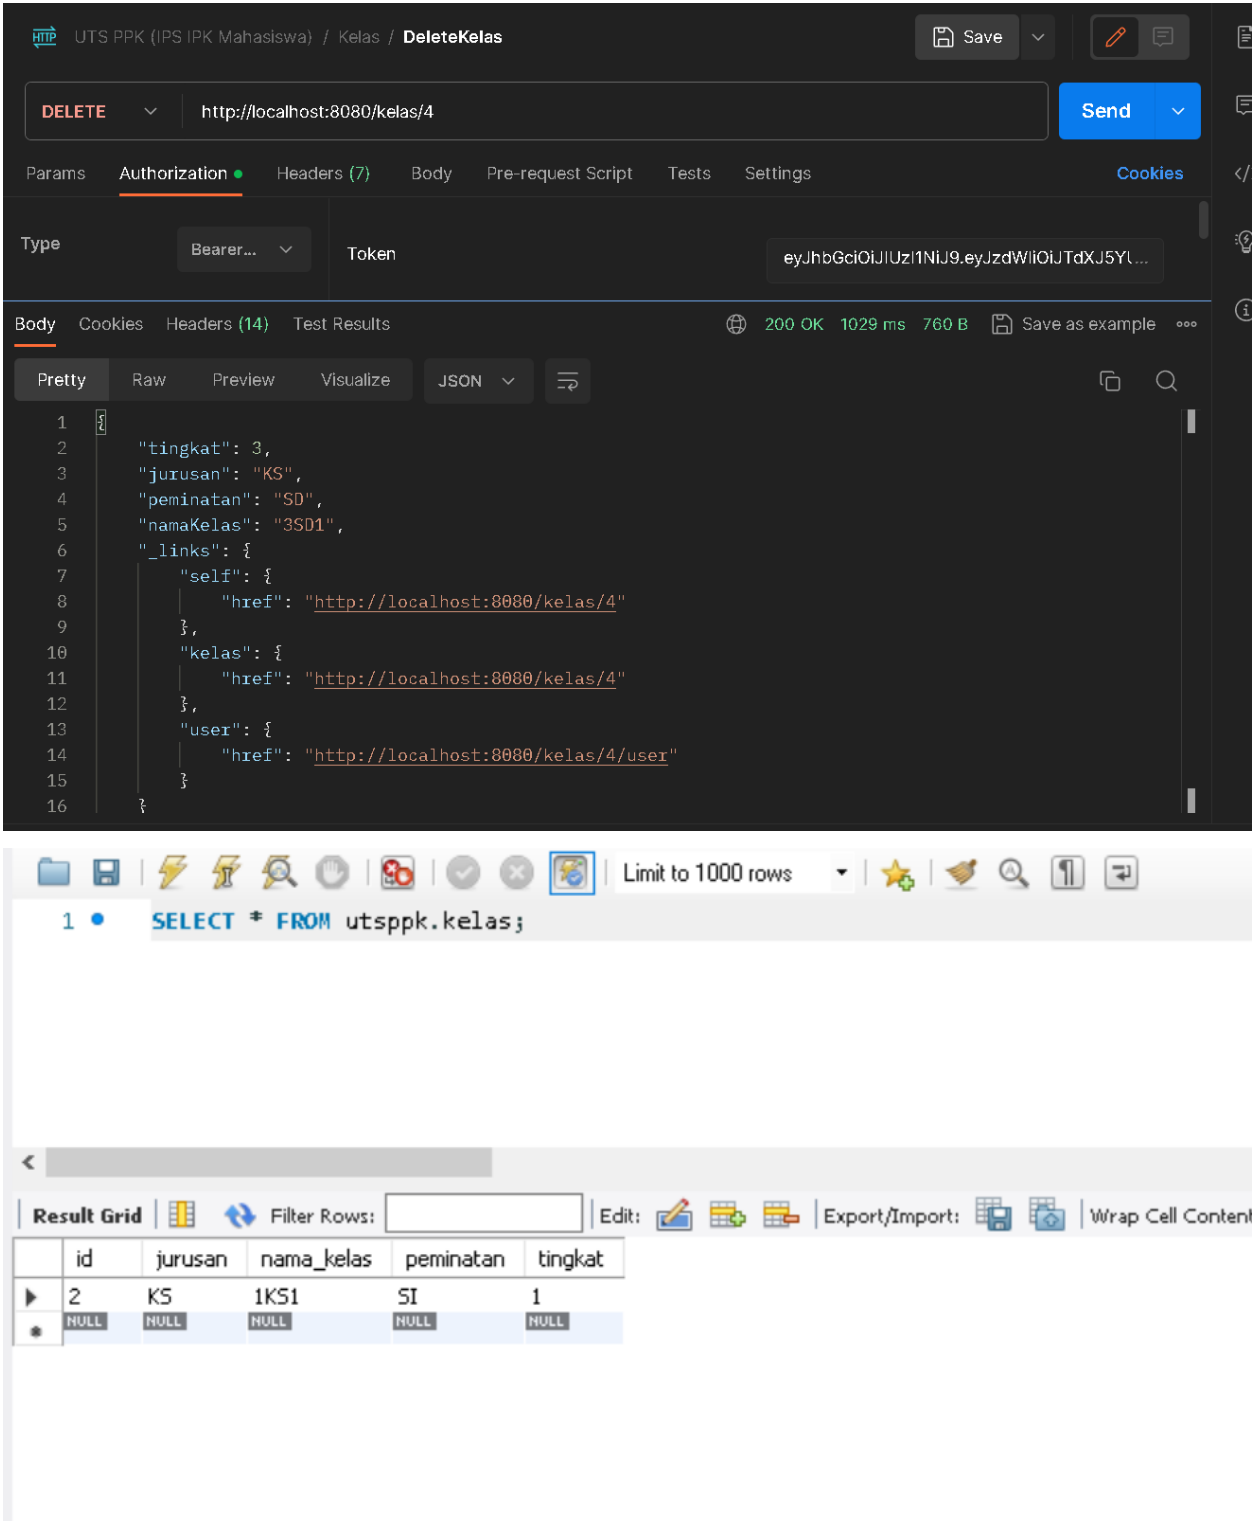 HTTP UTS PPK (IPS IPK Mahasiswa) / Kelas / DeleteKelas Save
DELETE http://localhost:8080/kelas/4 Send
Params Authorization Headers (7) Body Pre-request Script Tests Settings Cookies
Type Bearer... Token
Body Cookies Headers (14) Test Results 200 OK 1029 ms 760 B Save as example
Pretty Raw Preview Visualize JSON
1 {
2 "tingkat": 3,
3 "jurusan": "KS",
4 "peminatan": "SD",
5 "namaKelas": "3SD1",
6 "_links": {
7 "self": {
8 "href": "http://localhost:8080/kelas/4"
9 },
10 "kelas": {
11 "href": "http://localhost:8080/kelas/4"
12 },
13 "user": {
14 "href": "http://localhost:8080/kelas/4/user"
15 }
16 }
Limit to 1000 rows
1 SELECT * FROM utsppk.kelas;
Result Grid Filter Rows: Edit: Export/Import: Wrap Cell Content
id jurusan nama_kelas peminatan tingkat
2 KS 1KS1 SI 1
NULL NULL NULL NULL NULL